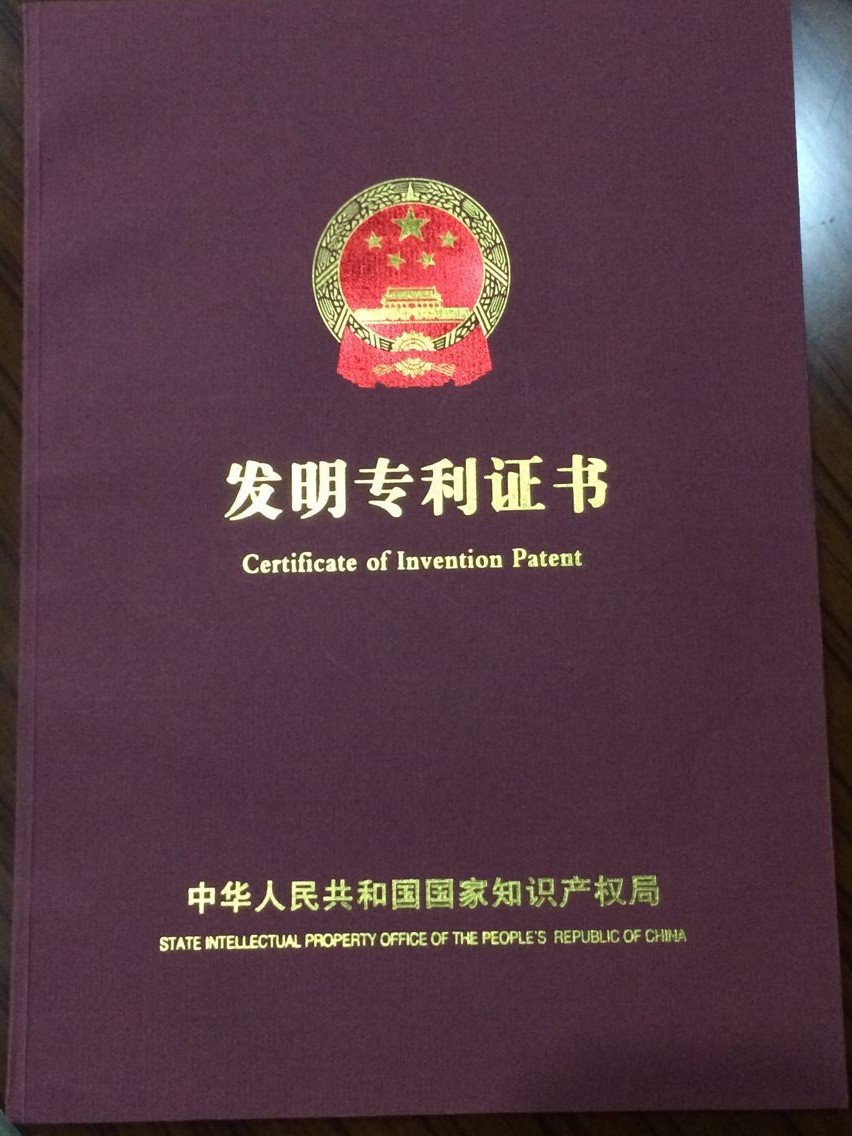 发明专利证书
Certificate of Invention Patent
中华人民共和国国家知识产权局
STATE INTELLECTUAL PROPERTY OFFICE OF THE PEOPLE'S REPUBLIC OF CHINA